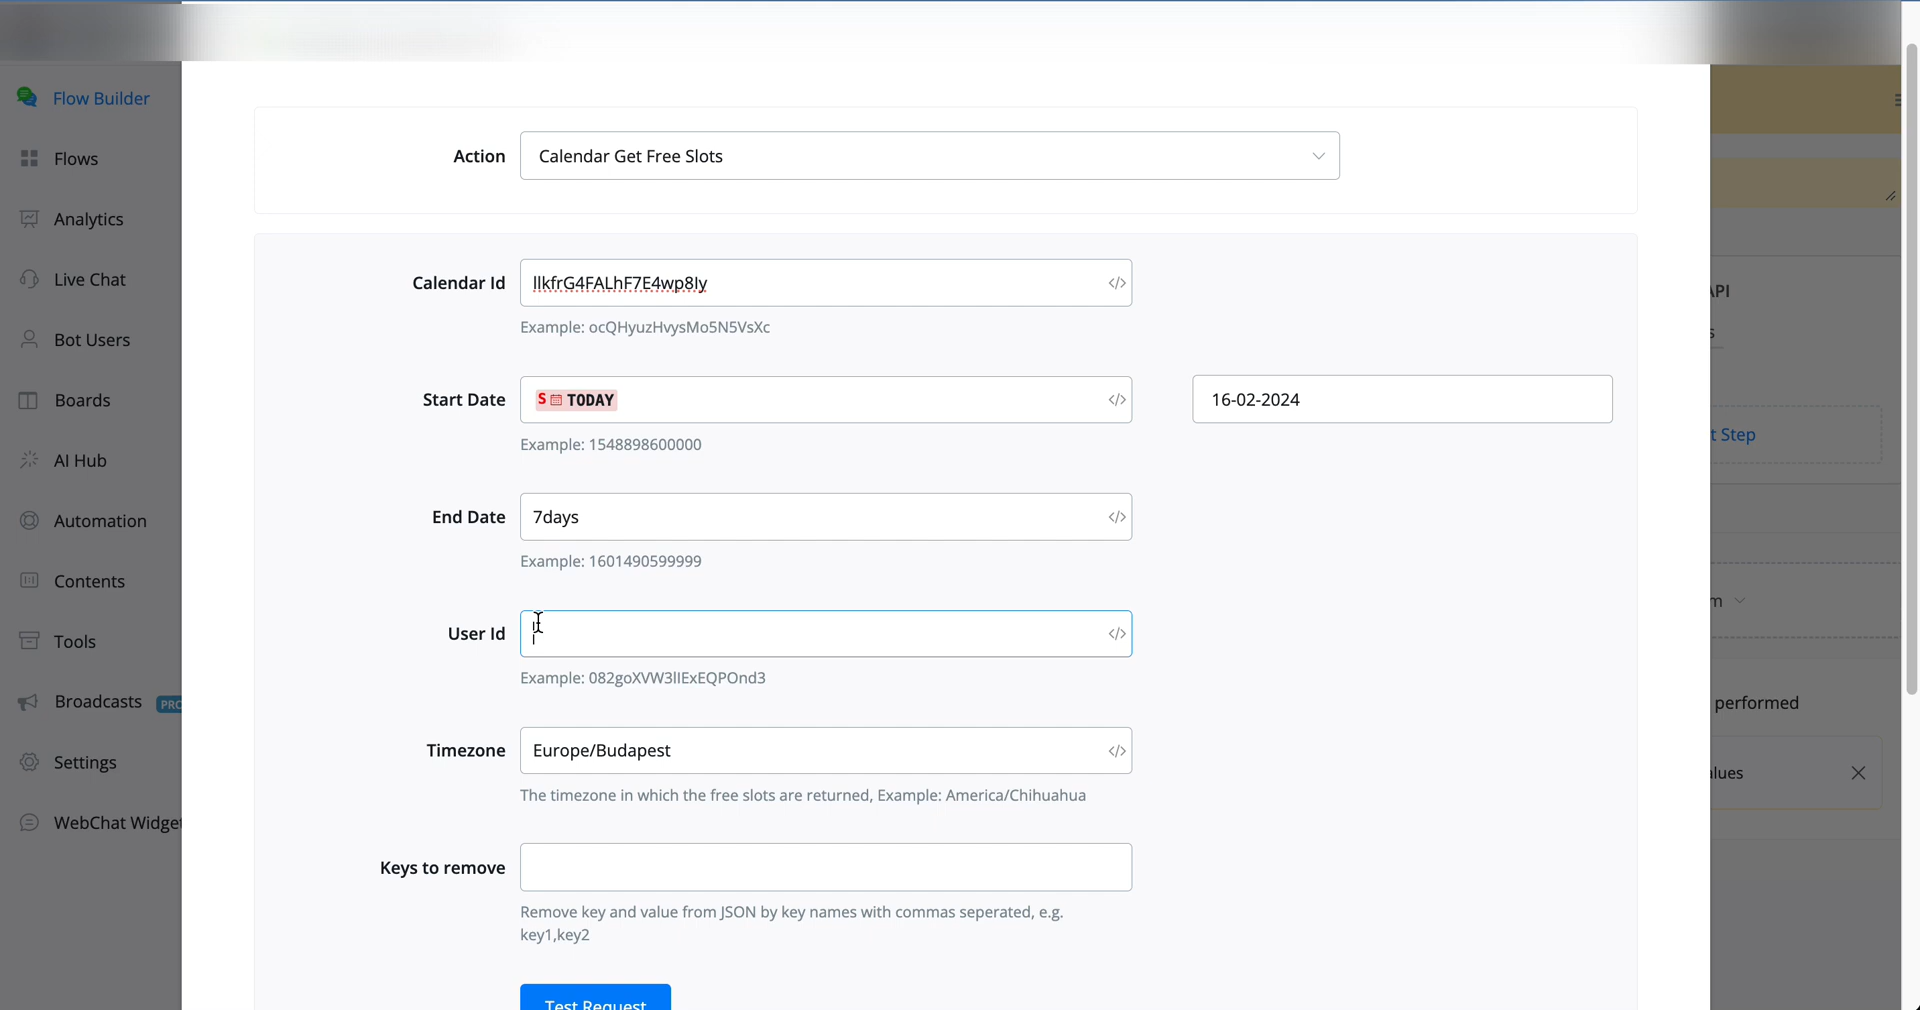 Flow Builder
Flows
Analytics
Live Chat
Bot Users
Boards
AI Hub
Automation
Contents
Tools
Broadcasts PRO
Settings
WebChat Widget
Action Calendar Get Free Slots
Calendar Id llkfrG4FALhF7E4wp8Iy </>
Example: ocQHyuzHvysMo5N5VsXc
Start Date S TODAY </> 16-02-2024
Example: 1548898600000
End Date 7days </>
Example: 1601490599999
User Id </>
Example: 082goXVW3lIExEQPOnd3
Timezone Europe/Budapest </>
The timezone in which the free slots are returned, Example: America/Chihuahua
Keys to remove
Remove key and value from JSON by key names with commas seperated, e.g.
key1,key2
Test Request
API
s
t Step
m
performed
alues